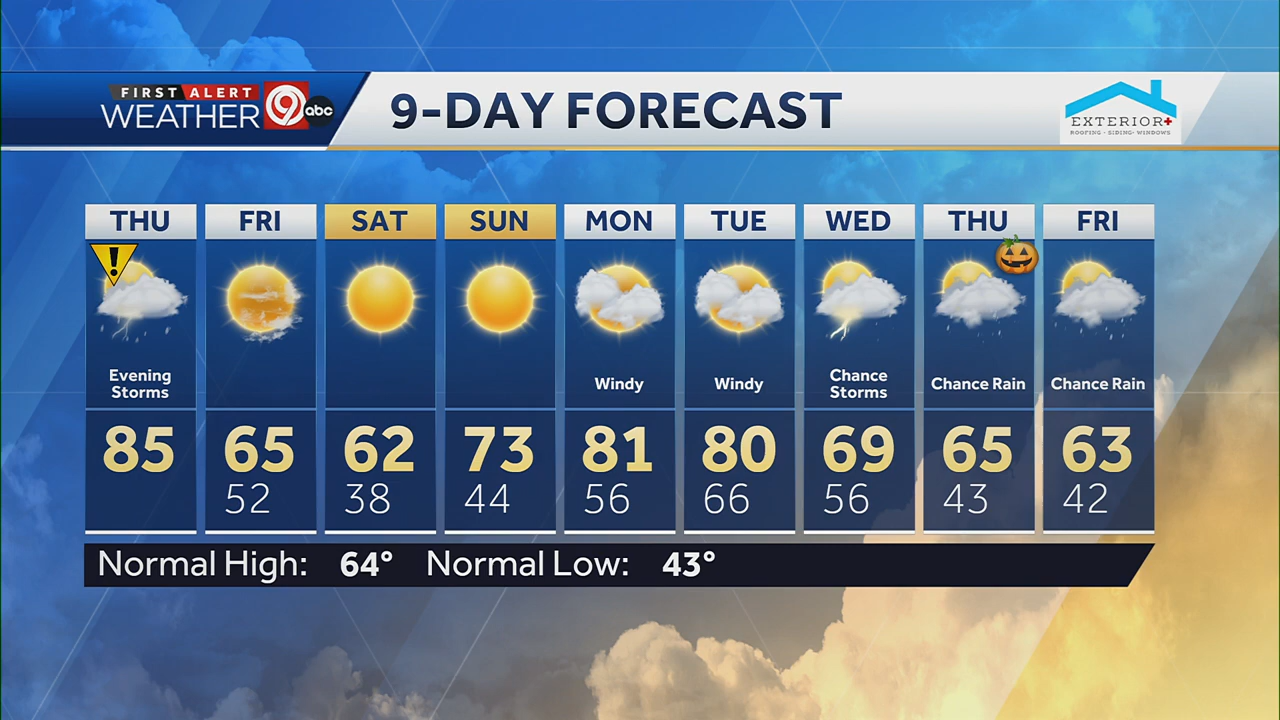 FIRST ALERT
WEATHER 9 abc
9-DAY FORECAST
EXTERIOR+
ROOFING - SIDING - WINDOWS
THU FRI SAT SUN MON TUE WED THU FRI
!
Evening
Storms
Windy
Windy
Chance
Storms
Chance Rain
Chance Rain
85 65 62 73 81 80 69 65 63
52 38 44 56 66 56 43 42
Normal High: 64° Normal Low: 43°